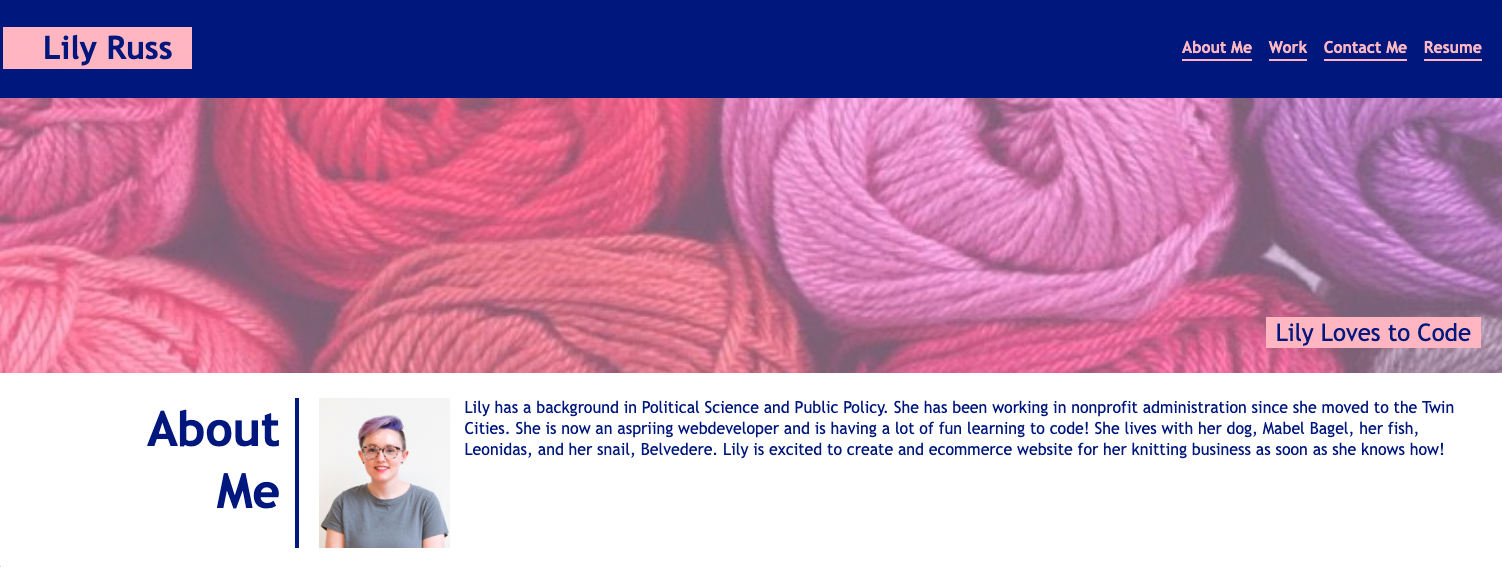 Lily Russ
About Me Work Contact Me Resume
Lily Loves to Code
About
Me
Lily has a background in Political Science and Public Policy. She has been working in nonprofit administration since she moved to the Twin
Cities. She is now an aspriing webdeveloper and is having a lot of fun learning to code! She lives with her dog, Mabel Bagel, her fish,
Leonidas, and her snail, Belvedere. Lily is excited to create and ecommerce website for her knitting business as soon as she knows how!